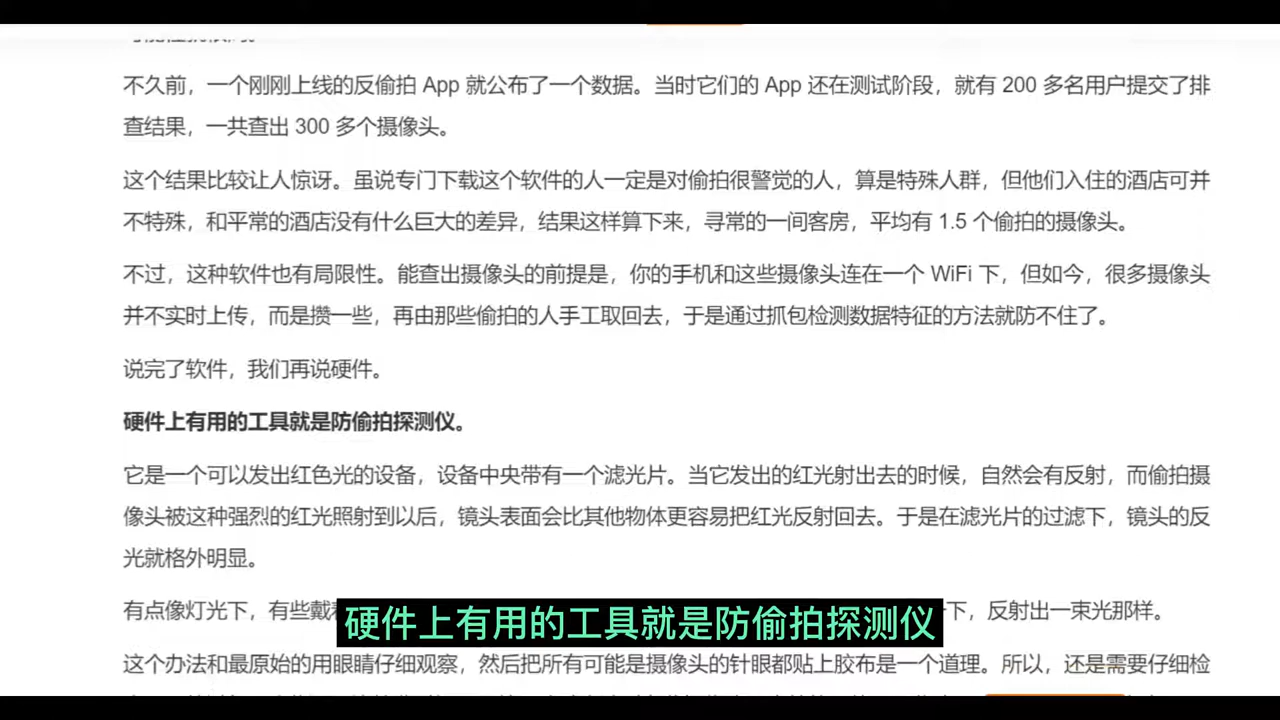 不久前，一个刚刚上线的反偷拍 App 就公布了一个数据。当时它们的 App 还在测试阶段，就有 200 多名用户提交了排
查结果，一共查出 300 多个摄像头。
这个结果比较让人惊讶。虽说专门下载这个软件的人一定是对偷拍很警觉的人，算是特殊人群，但他们入住的酒店可并
不特殊，和平常的酒店没有什么巨大的差异，结果这样算下来，寻常的一间客房，平均有 1.5 个偷拍的摄像头。
不过，这种软件也有局限性。能查出摄像头的前提是，你的手机和这些摄像头连在一个 WiFi 下，但如今，很多摄像头
并不实时上传，而是攒一些，再由那些偷拍的人手工取回去，于是通过抓包检测数据特征的方法就防不住了。
说完了软件，我们再说硬件。
硬件上有用的工具就是防偷拍探测仪。
它是一个可以发出红色光的设备，设备中央带有一个滤光片。当它发出的红光射出去的时候，自然会有反射，而偷拍摄
像头被这种强烈的红光照射到以后，镜头表面会比其他物体更容易把红光反射回去。于是在滤光片的过滤下，镜头的反
光就格外明显。
有点像灯光下，有些戴
下，反射出一束光那样。
硬件上有用的工具就是防偷拍探测仪
这个办法和最原始的用眼睛仔细观察，然后把所有可能是摄像头的针眼都贴上胶布是一个道理。所以，还是需要仔细检